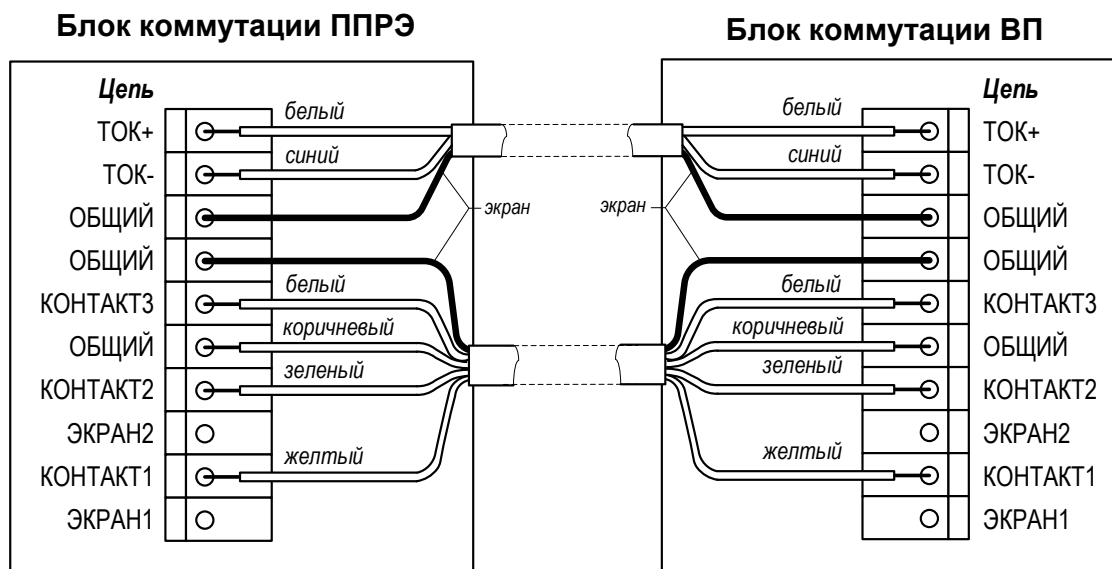 Блок коммутации ППРЭ
Блок коммутации ВП
Цепь
Цепь
ТОК+
белый
белый
ТОК+
ТОК-
синий
синий
ТОК-
ОБЩИЙ
экран
экран
ОБЩИЙ
ОБЩИЙ
ОБЩИЙ
КОНТАКТ3
белый
белый
КОНТАКТ3
ОБЩИЙ
коричневый
коричневый
ОБЩИЙ
КОНТАКТ2
зеленый
зеленый
КОНТАКТ2
ЭКРАН2
ЭКРАН2
КОНТАКТ1
желтый
желтый
КОНТАКТ1
ЭКРАН1
ЭКРАН1